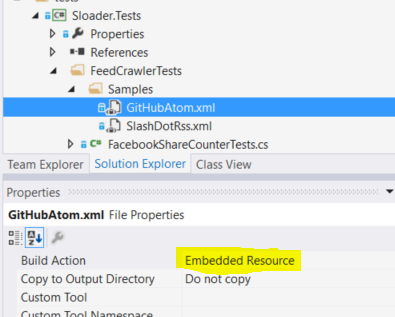 Sloader.Tests
Properties
References
FeedCrawlerTests
Samples
GitHubAtom.xml
SlashDotRss.xml
FacebookShareCounterTests.cs
Team Explorer Solution Explorer Class View
Properties
GitHubAtom.xml File Properties
Build Action Embedded Resource
Copy to Output Directory Do not copy
Custom Tool
Custom Tool Namespace